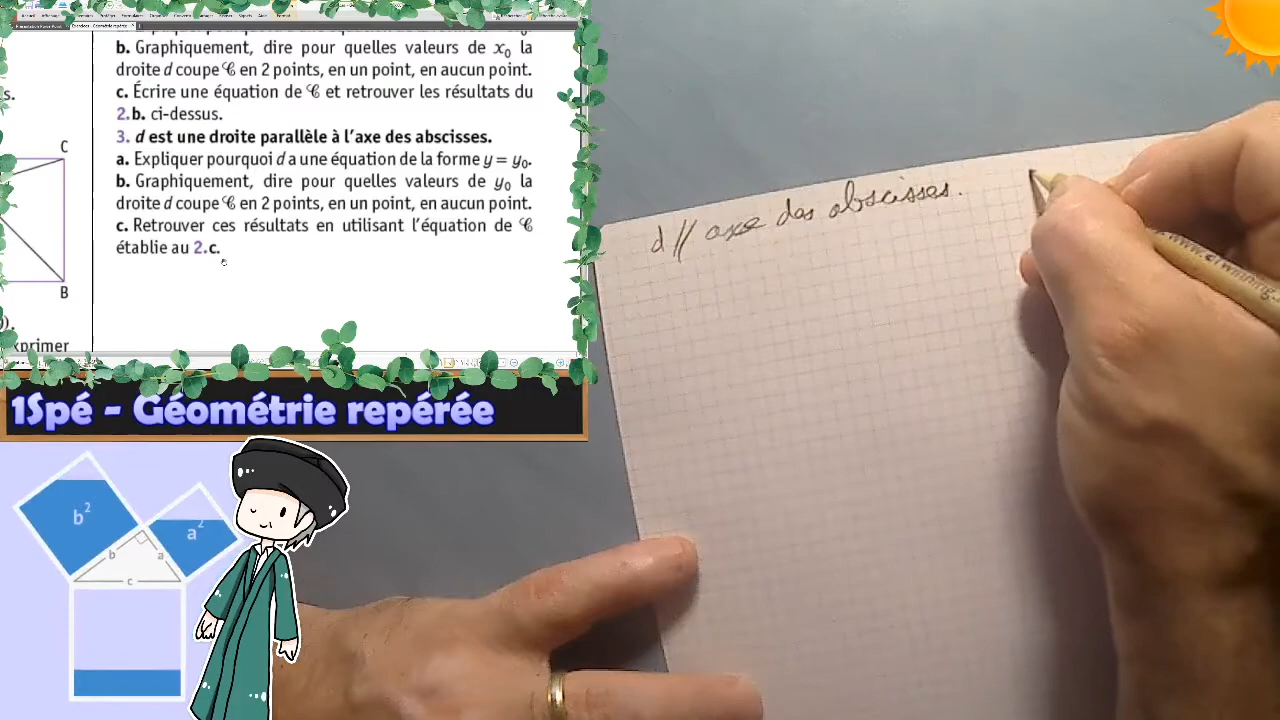 b. Graphiquement, dire pour quelles valeurs de x₀ la
droite d coupe 𝒞 en 2 points, en un point, en aucun point.
c. Écrire une équation de 𝒞 et retrouver les résultats du
2.b. ci-dessus.
3. d est une droite parallèle à l'axe des abscisses.
a. Expliquer pourquoi d a une équation de la forme y = y₀.
b. Graphiquement, dire pour quelles valeurs de y₀ la
droite d coupe 𝒞 en 2 points, en un point, en aucun point.
c. Retrouver ces résultats en utilisant l'équation de 𝒞
établie au 2.c.
s.
C
B
).
xprimer
d // axe des abscisses.
1Spé - Géométrie repérée
b²
a²
b
a
c